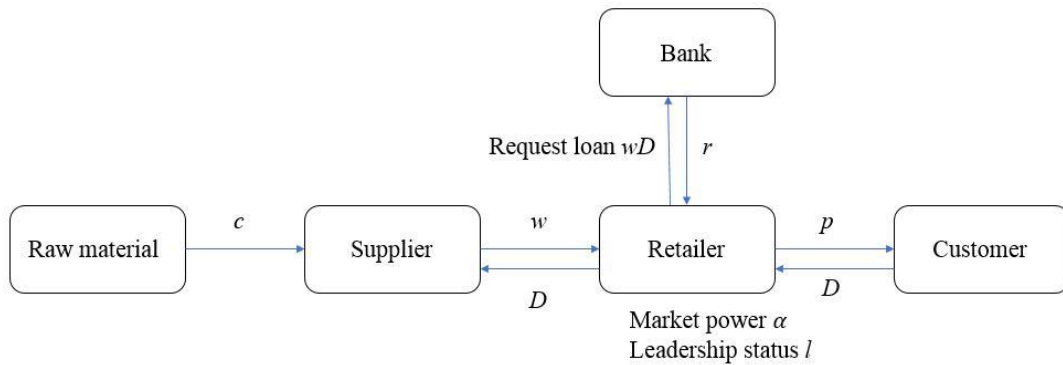 Bank
Request loan wD
r
Raw material
c
Supplier
w
D
Retailer
p
D
Customer
Market power α
Leadership status l